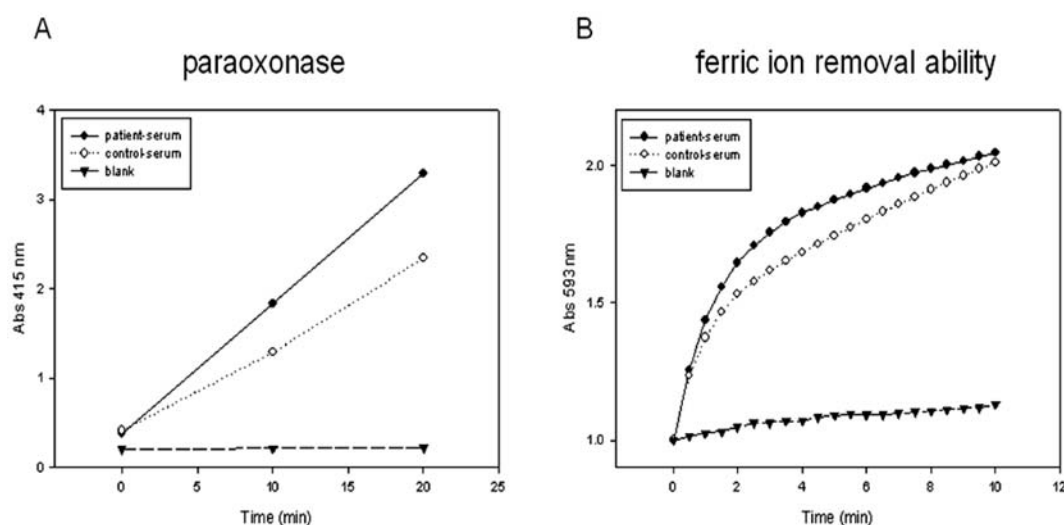 A
paraoxonase
4
3
2
1
0
Abs 415 nm
patient-serum
control-serum
blank
0 5 10 15 20 25
Time (min)
B
ferric ion removal ability
2.0
1.5
1.0
Abs 593 nm
patient-serum
control-serum
blank
0 2 4 6 8 10 12
Time (min)